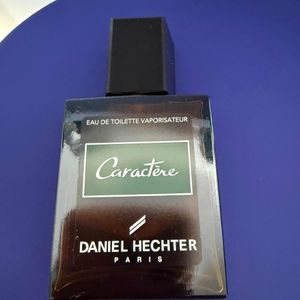 EAU DE TOILETTE VAPORISATEUR
Caractère
DANIEL HECHTER
PARIS